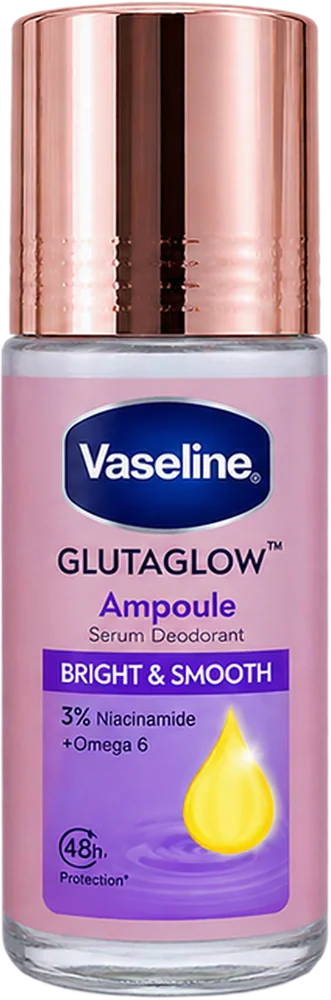 Vaseline®
GLUTAGLOW™
Ampoule
Serum Deodorant
BRIGHT & SMOOTH
3% Niacinamide
+Omega 6
48h.
Protection*